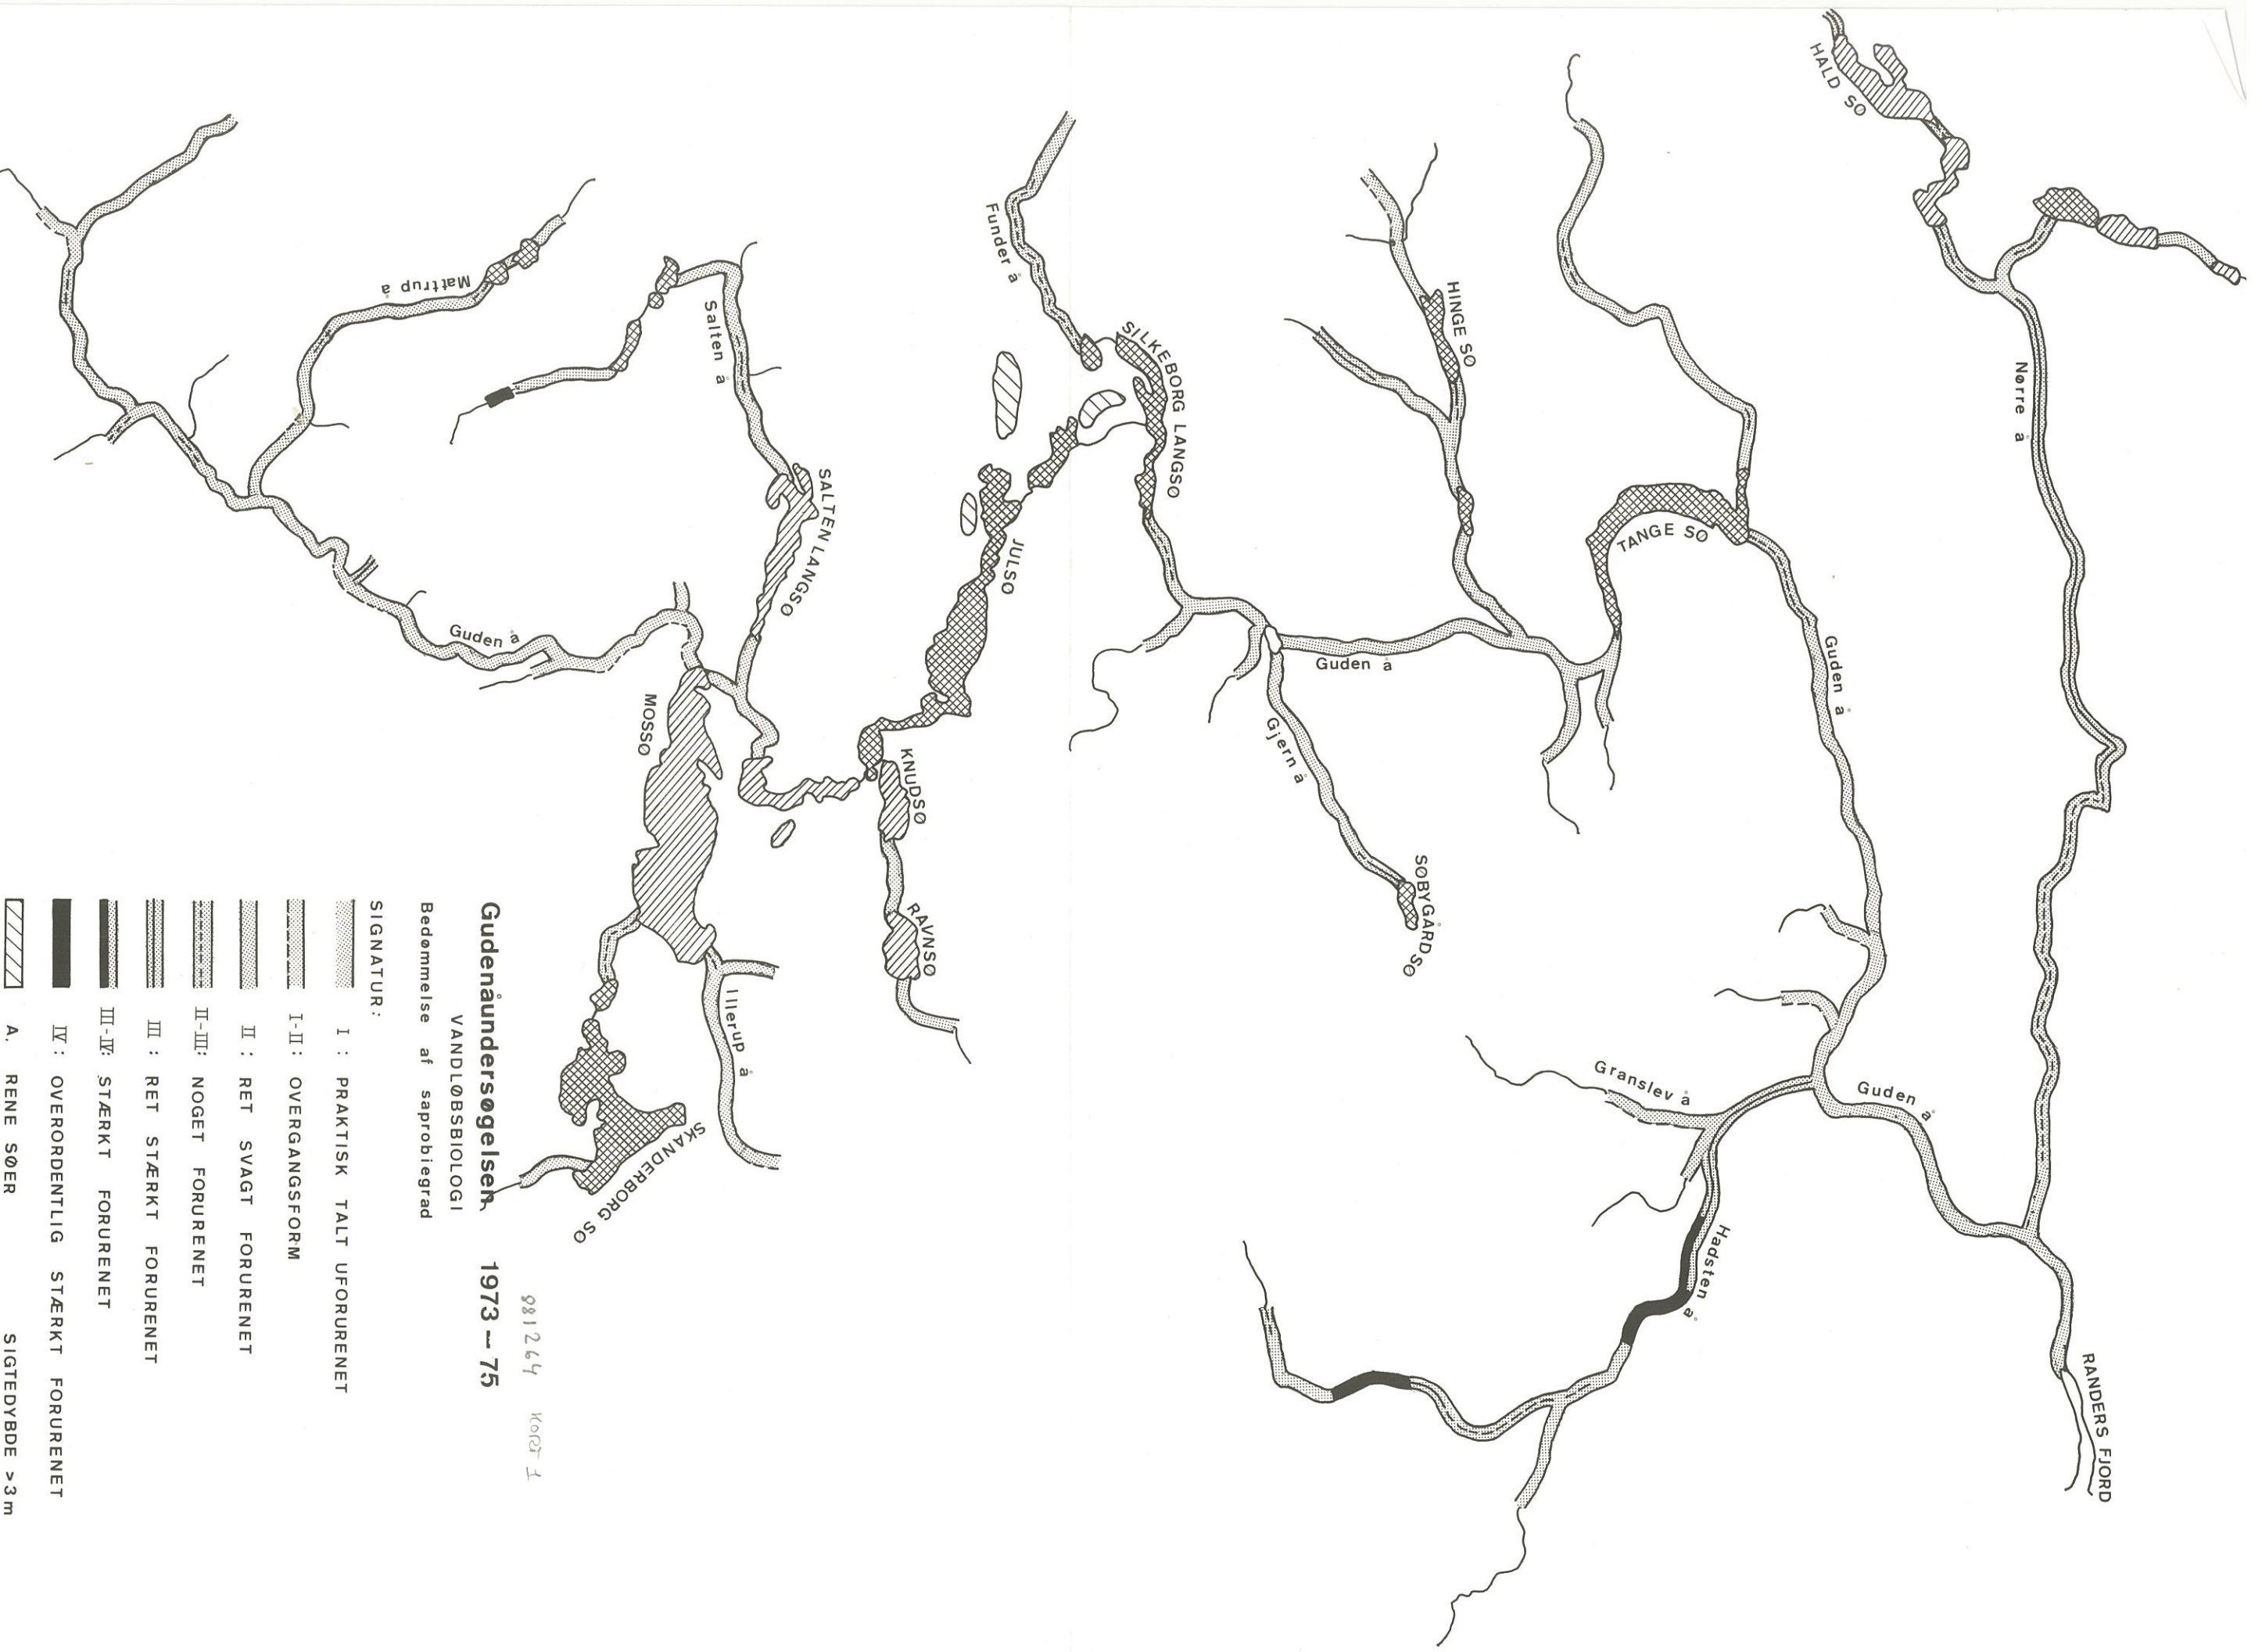 RANDERS FJORD
HALD SØ
Nørre å
Guden å
Guden å
TANGE SØ
HINGE SØ
Granslev å
Hadsten å
Guden å
Gjern å
SØBYGÅRD SØ
SILKEBORG LANGSØ
Funder å
JULSØ
KNUDSØ
RAVNSØ
SALTEN LANGSØ
Salten å
MOSSØ
Illerup å
SKANDERBORG SØ
Mattrup å
Guden å
881264 KORT 1
Gudenåundersøgelsen 1973 – 75
VANDLØBSBIOLOGI
Bedømmelse af saprobiegrad
SIGNATUR:
I : PRAKTISK TALT UFORURENET
I-II: OVERGANGSFORM
II : RET SVAGT FORURENET
II-III: NOGET FORURENET
III : RET STÆRKT FORURENET
III-IV: STÆRKT FORURENET
IV: OVERORDENTLIG STÆRKT FORURENET
A. RENE SØER SIGTEDYBDE >3m